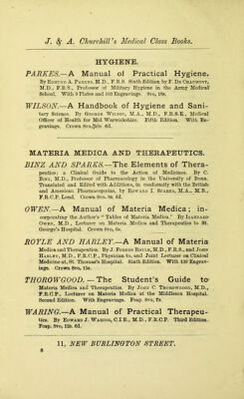 J. & A. Churchill's Medical Class Books.
HYGIENE.
PARKES.—A Manual of Practical Hygiene.
By EDMUND A. PARKES, M.D., F.R.S. Sixth Edition by F. DE CHAUMONT,
M.D., F.R.S., Professor of Military Hygiene in the Army Medical
School. With 9 Plates and 103 Engravings. 8vo, 18s.
WILSON.—A Handbook of Hygiene and Sani-
tary Science. By GEORGE WILSON, M.A., M.D., F.R.S.E., Medical
Officer of Health for Mid Warwickshire. Fifth Edition. With En-
gravings. Crown 8vo, 10s 6d.
MATERIA MEDICA AND THERAPEUTICS.
BINZ AND SPARKS.—The Elements of Thera-
peutics: a Clinical Guide to the Action of Medicines. By C.
BINZ, M.D., Professor of Pharmacology in the University of Bonn.
Translated and Edited with Additions, in conformity with the British
and American Pharmacopœias, by EDWARD I. SPARKS, M.A., M.B.,
F.R.C.P. Lond. Crown 8vo, 8s. 6d.
OWEN.—A Manual of Materia Medica; in-
corporating the Author's "Tables of Materia Medica." By ISAMBARD
OWEN, M.D., Lecturer on Materia Medica and Therapeutics to St.
George's Hospital. Crown 8vo, 6s.
ROYLE AND HARLEY.—A Manual of Materia
Medica and Therapeutics. By J. FORBES ROYLE, M.D., F.R.S., and JOHN
HARLEY, M.D., F.R.C.P., Physician to, and Joint Lecturer on Clinical
Medicine at, St. Thomas's Hospital. Sixth Edition. With 139 Engrav-
ings. Crown 8vo, 15s.
THOROWGOOD.—The Student's Guide to
Materia Medica and Therapeutics. By JOHN C. THOROWGOOD, M.D.,
F.R.C.P., Lecturer on Materia Medica at the Middlesex Hospital.
Second Edition. With Engravings. Fcap. 8vo, 7s.
WARING.—A Manual of Practical Therapeu-
tics. By EDWARD J. WARING, C.I.E., M.D., F.R.C.P. Third Edition.
Fcap. 8vo, 12s. 6d.
11, NEW BURLINGTON STREET.
8